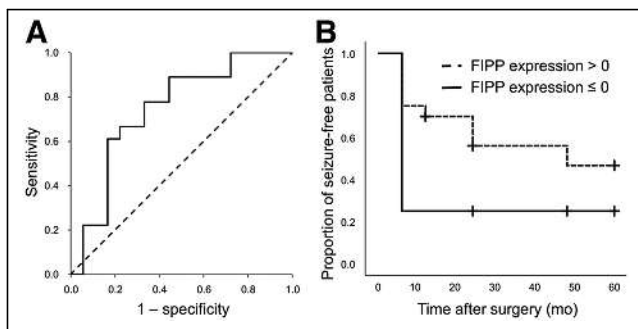 A
1.0
0.8
0.6
0.4
0.2
0.0
Sensitivity
0.0 0.2 0.4 0.6 0.8 1.0
1 – specificity
B
1.0
0.8
0.6
0.4
0.2
0.0
Proportion of seizure-free patients
FIPP expression > 0
FIPP expression ≤ 0
0 10 20 30 40 50 60
Time after surgery (mo)